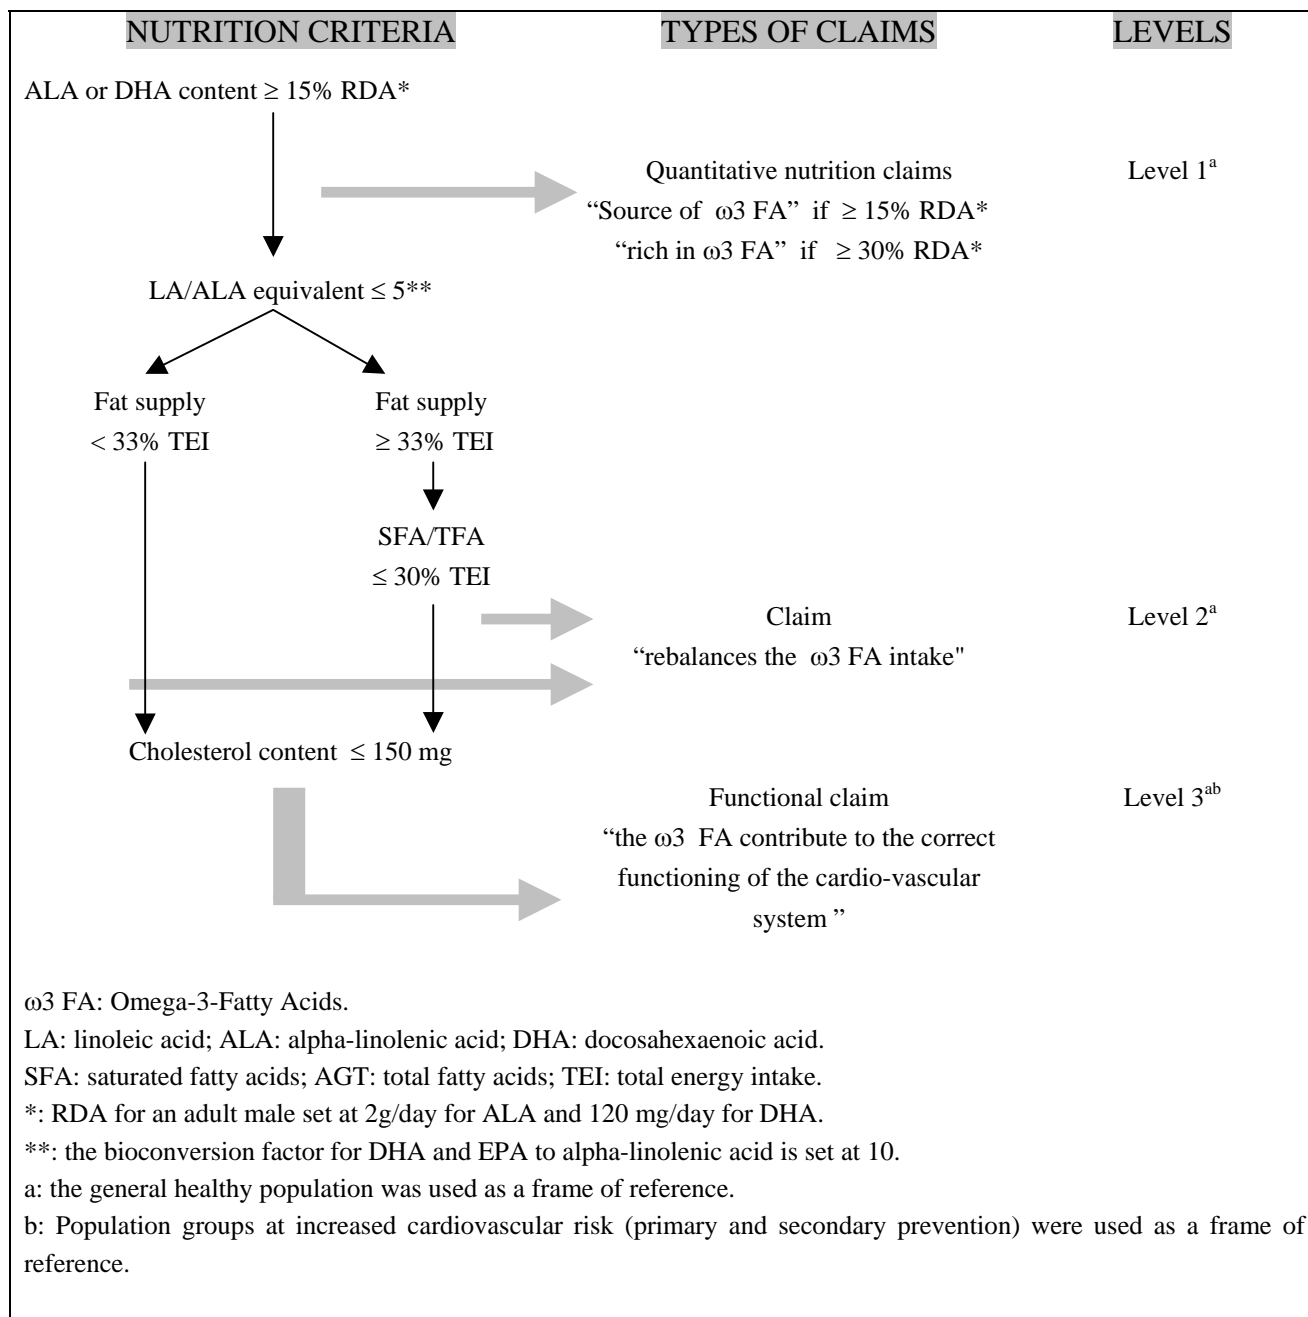 NUTRITION CRITERIA TYPES OF CLAIMS LEVELS
ALA or DHA content ≥ 15% RDA*
Quantitative nutrition claims Level 1a
“Source of ω3 FA” if ≥ 15% RDA*
“rich in ω3 FA” if ≥ 30% RDA*
LA/ALA equivalent ≤ 5**
Fat supply Fat supply
< 33% TEI ≥ 33% TEI
SFA/TFA
≤ 30% TEI
Claim Level 2a
“rebalances the ω3 FA intake"
Cholesterol content ≤ 150 mg
Functional claim Level 3ab
“the ω3 FA contribute to the correct
functioning of the cardio-vascular
system ”
ω3 FA: Omega-3-Fatty Acids.
LA: linoleic acid; ALA: alpha-linolenic acid; DHA: docosahexaenoic acid.
SFA: saturated fatty acids; AGT: total fatty acids; TEI: total energy intake.
*: RDA for an adult male set at 2g/day for ALA and 120 mg/day for DHA.
**: the bioconversion factor for DHA and EPA to alpha-linolenic acid is set at 10.
a: the general healthy population was used as a frame of reference.
b: Population groups at increased cardiovascular risk (primary and secondary prevention) were used as a frame of
reference.